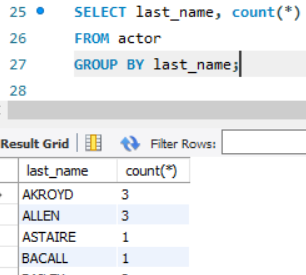 25 SELECT last_name, count(*)
26 FROM actor
27 GROUP BY last_name;
28
Result Grid Filter Rows:
last_name count(*)
AKROYD 3
ALLEN 3
ASTAIRE 1
BACALL 1